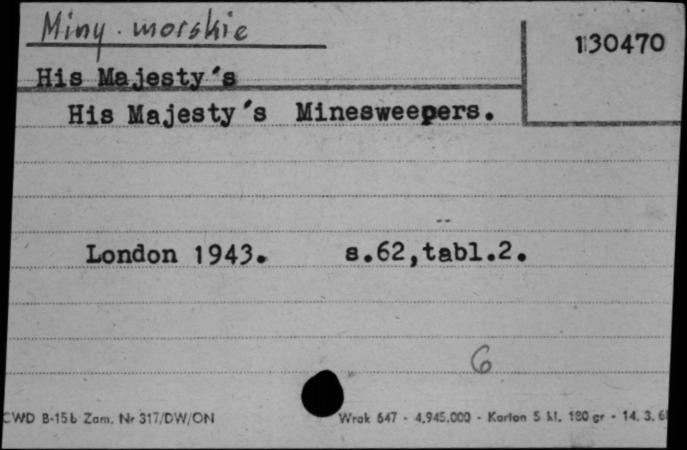 Miny. morskie
130470
His Majesty's
His Majesty's Minesweepers.
London 1943. s.62,tabl.2.
6
CWD B-15b Zam. Nr 317/DW/ON Wrak 647 - 4.945.000 - Karton 5 kl. 180 gr - 14. 3. 6